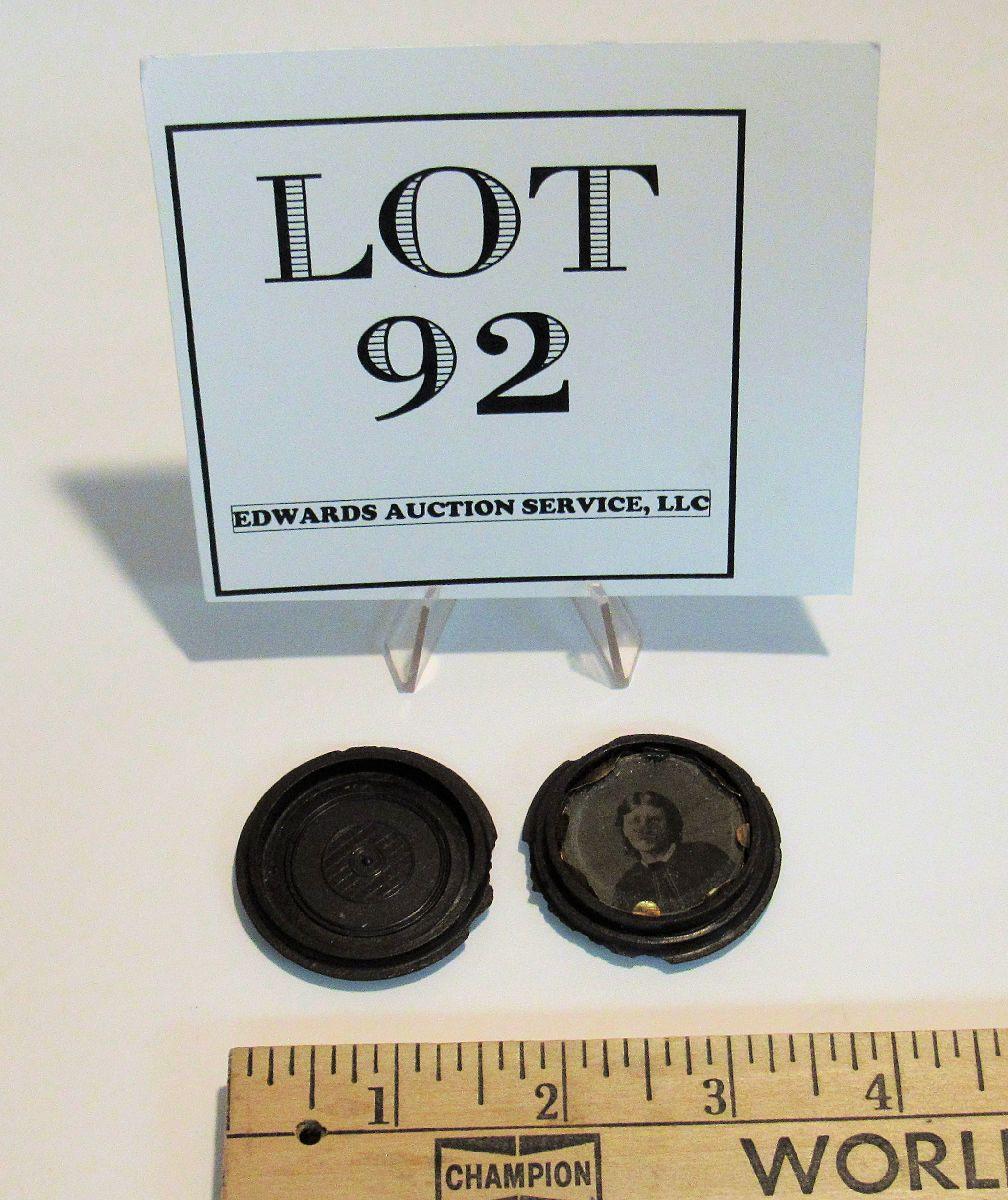 LOT
92
EDWARDS AUCTION SERVICE, LLC
1 2 3 4
CHAMPION
WORL